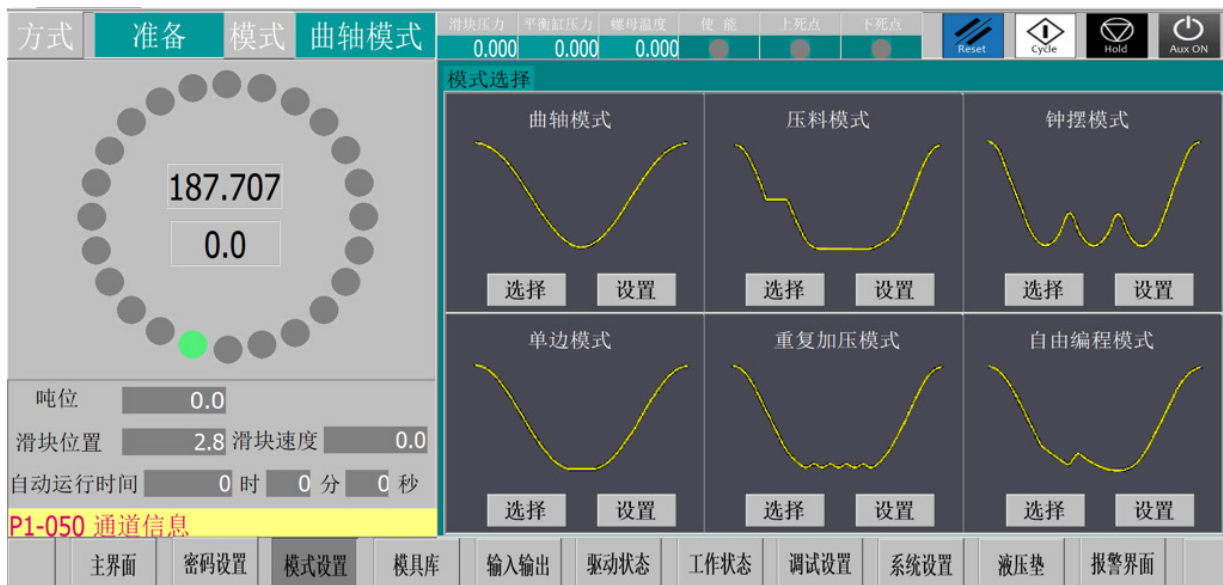 方式 准备 模式 曲轴模式
滑块压力 平衡缸压力 螺母温度 使能 上死点 下死点
0.000 0.000 0.000
Reset Cycle Hold Aux ON
模式选择
187.707
0.0
曲轴模式 压料模式 钟摆模式
选择 设置 选择 设置 选择 设置
单边模式 重复加压模式 自由编程模式
选择 设置 选择 设置 选择 设置
吨位 0.0
滑块位置 2.8 滑块速度 0.0
自动运行时间 0 时 0 分 0 秒
P1-050 通道信息
主界面 密码设置 模式设置 模具库 输入输出 驱动状态 工作状态 调试设置 系统设置 液压垫 报警界面